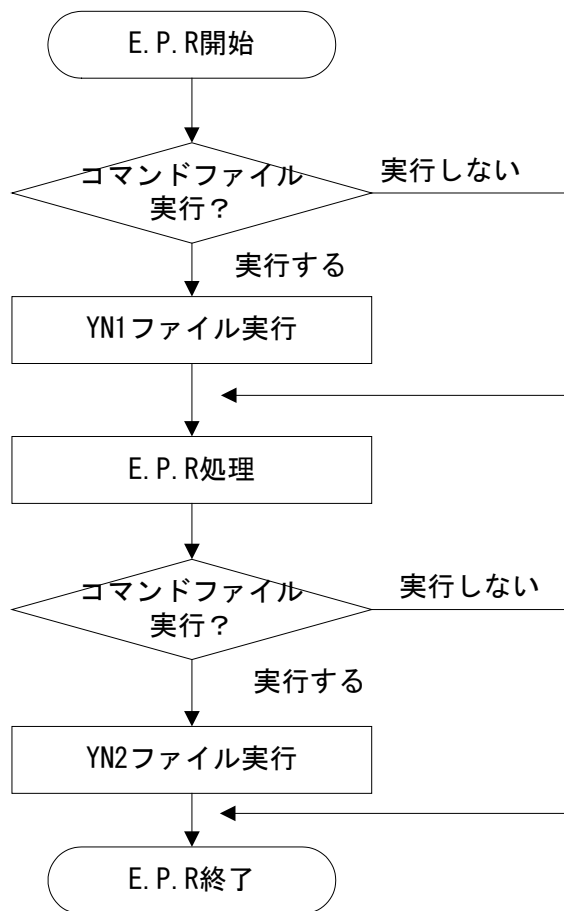 E.P.R開始
コマンドファイル
実行?
実行しない
実行する
YN1ファイル実行
E.P.R処理
コマンドファイル
実行?
実行しない
実行する
YN2ファイル実行
E.P.R終了